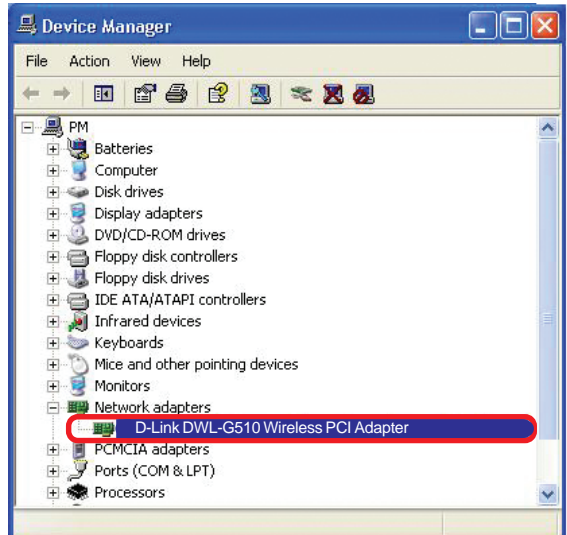 Device Manager
File Action View Help
PM
Batteries
Computer
Disk drives
Display adapters
DVD/CD-ROM drives
Floppy disk controllers
Floppy disk drives
IDE ATA/ATAPI controllers
Infrared devices
Keyboards
Mice and other pointing devices
Monitors
Network adapters
D-Link DWL-G510 Wireless PCI Adapter
PCMCIA adapters
Ports (COM & LPT)
Processors